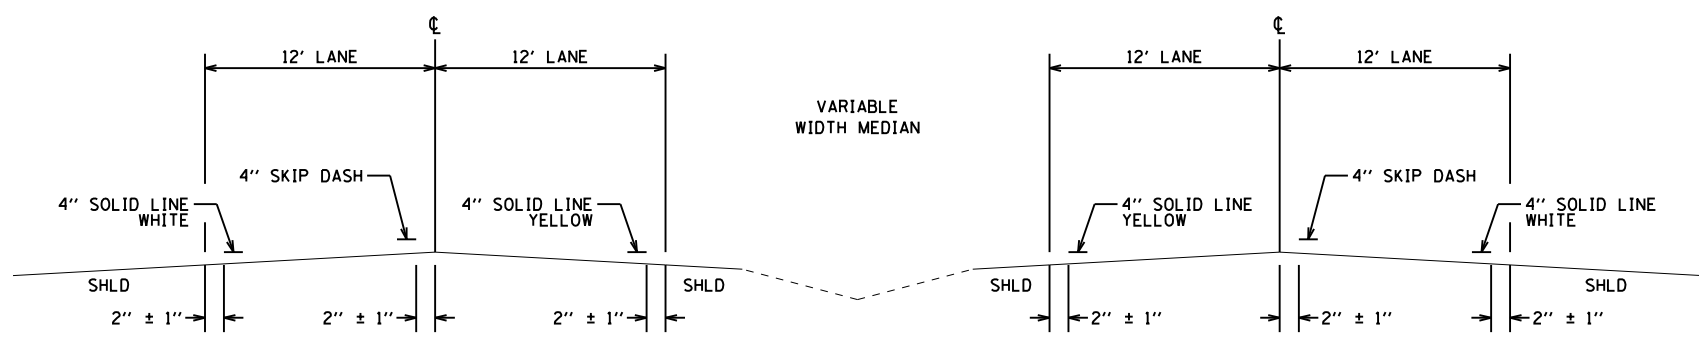 ℄ ℄
12' LANE 12' LANE 12' LANE 12' LANE
VARIABLE
WIDTH MEDIAN
4'' SKIP DASH 4'' SKIP DASH
4'' SOLID LINE
WHITE
4'' SOLID LINE
YELLOW
4'' SOLID LINE
YELLOW
4'' SOLID LINE
WHITE
SHLD SHLD SHLD SHLD
2'' ± 1'' 2'' ± 1'' 2'' ± 1'' 2'' ± 1'' 2'' ± 1'' 2'' ± 1''